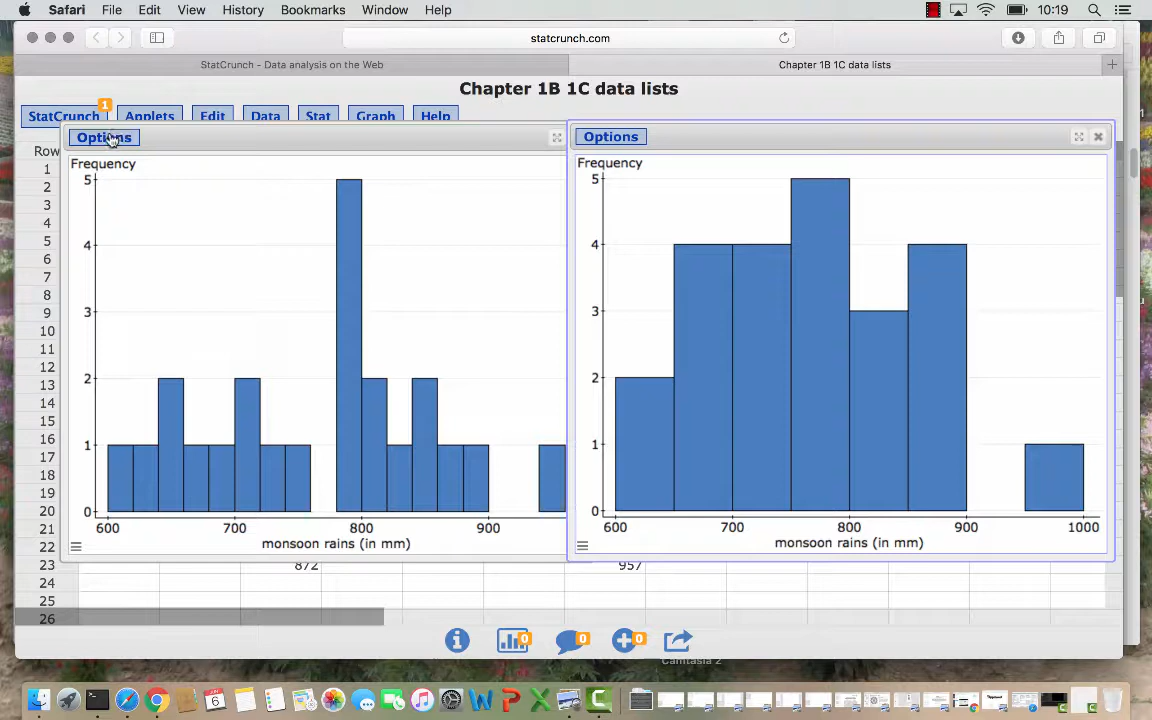 Safari File Edit View History Bookmarks Window Help 10:19
statcrunch.com
StatCrunch - Data analysis on the Web Chapter 1B 1C data lists
Chapter 1B 1C data lists
StatCrunch 1 Applets Edit Data Stat Graph Help
Options Options
Row
1
2
3
4
5
6
7
8
9
10
11
12
13
14
15
16
17
18
19
20
21
22
23 872 957
24
25
26
Frequency
5
4
3
2
1
0
600 700 800 900
monsoon rains (in mm)
Frequency
5
4
3
2
1
0
600 700 800 900 1000
monsoon rains (in mm)
0 0 0
Camtasia 2
6